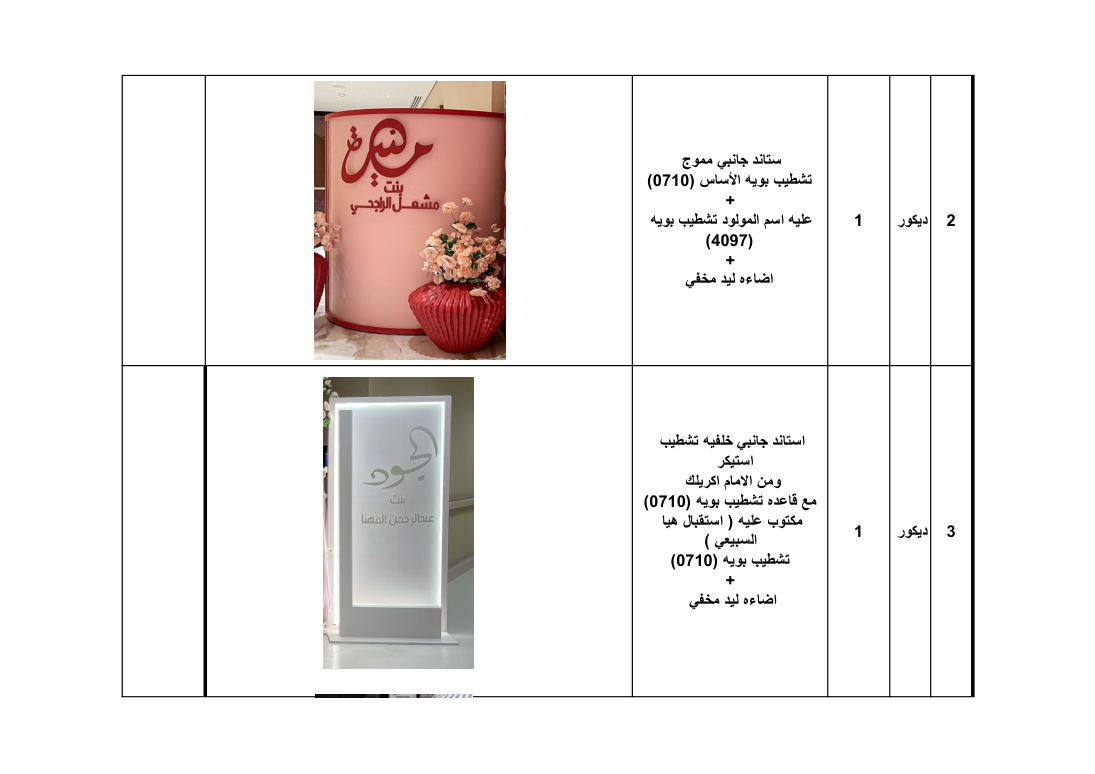 2
ديكور
1
ستاند جانبي مموج
تشطيب بويه الأساس (0710)
+
عليه اسم المولود تشطيب بويه
(4097)
+
اضاءه ليد مخفي
منيرة
بنت
مشعل الراجحي
3
ديكور
1
استاند جانبي خلفيه تشطيب
استيكر
ومن الامام اكريلك
مع قاعده تشطيب بويه (0710)
مكتوب عليه ( استقبال هيا
السبيعي )
تشطيب بويه (0710)
+
اضاءه ليد مخفي
الجود
بنت
عبدالرحمن المهنا